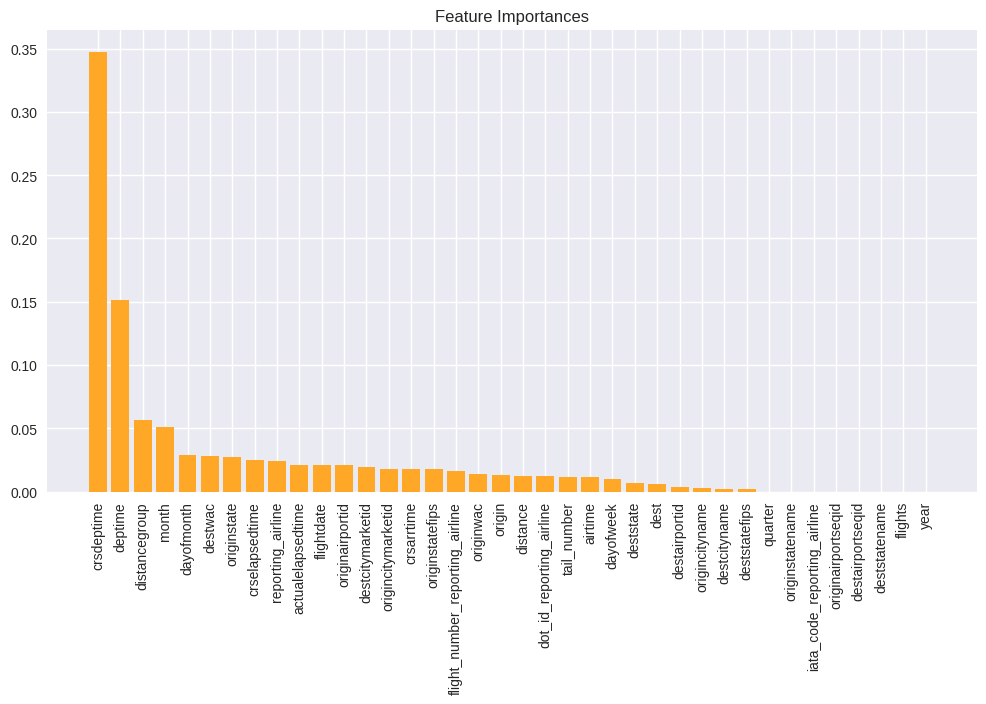 Feature Importances
0.35
0.30
0.25
0.20
0.15
0.10
0.05
0.00
crsdeptime
deptime
distancegroup
month
dayofmonth
destwac
originstate
crselapsedtime
reporting_airline
actualelapsedtime
flightdate
originairportid
destcitymarketid
origincitymarketid
crsarrtime
originstatefips
flight_number_reporting_airline
originwac
origin
distance
dot_id_reporting_airline
tail_number
airtime
dayofweek
deststate
dest
destairportid
origincityname
destcityname
deststatefips
quarter
originstatename
iata_code_reporting_airline
originairportseqid
destairportseqid
deststatename
flights
year